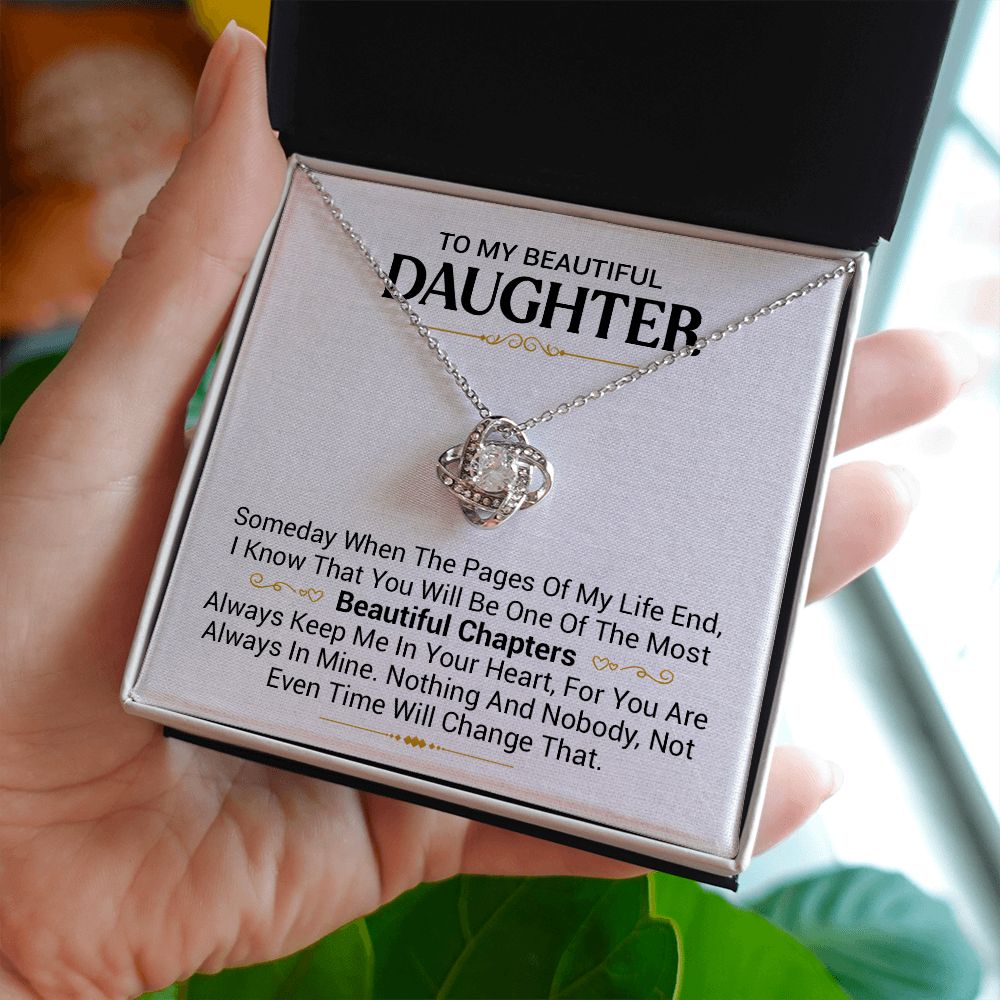 TO MY BEAUTIFUL
DAUGHTER
Someday When The Pages Of My Life End,
I Know That You Will Be One Of The Most
Beautiful Chapters
Always Keep Me In Your Heart, For You Are
Always In Mine. Nothing And Nobody, Not
Even Time Will Change That.